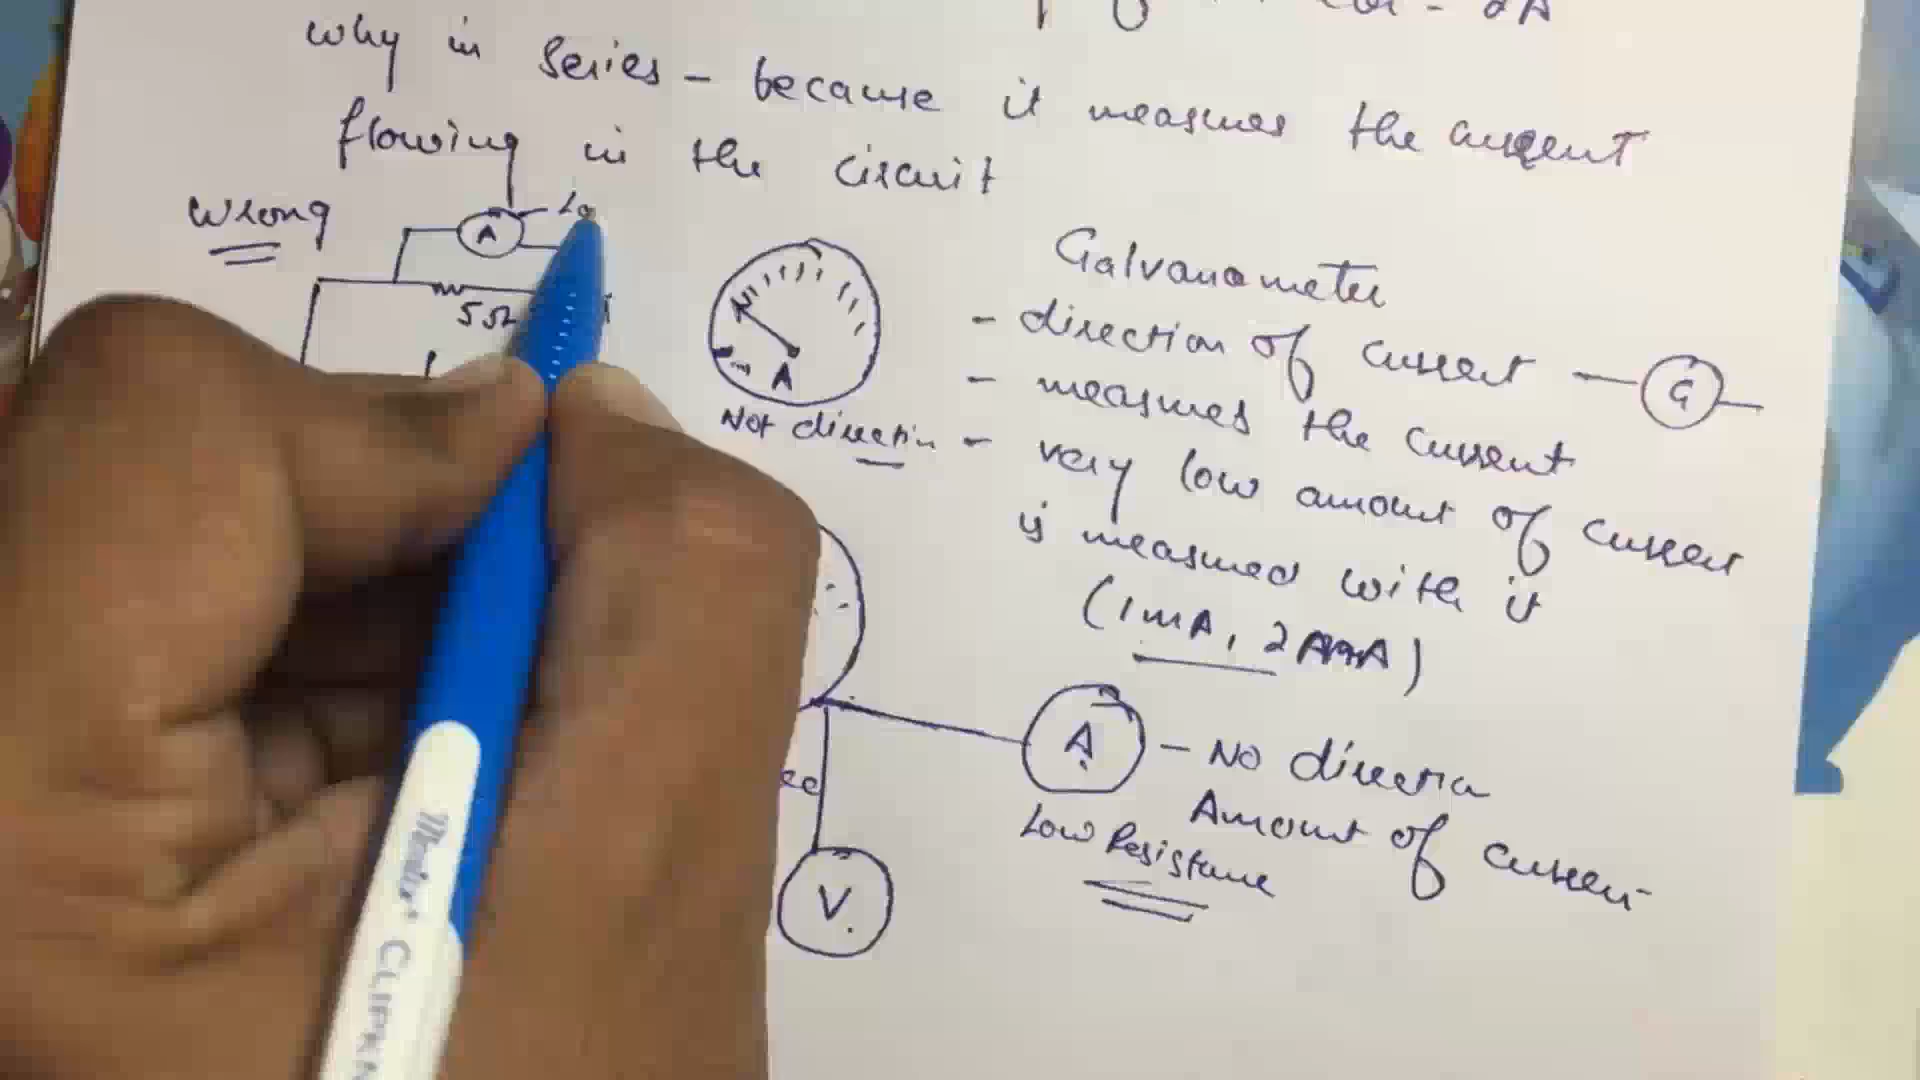 why in series - because it measures the current
flowing in the circuit
wrong
A
5Ω
A
Not direction
Galvanometer
- direction of current
G
- measures the current
- very low amount of current
is measured with it
(1mA, 2
A - No direction
Amount of current
Low Resistance
V
CLIPKN